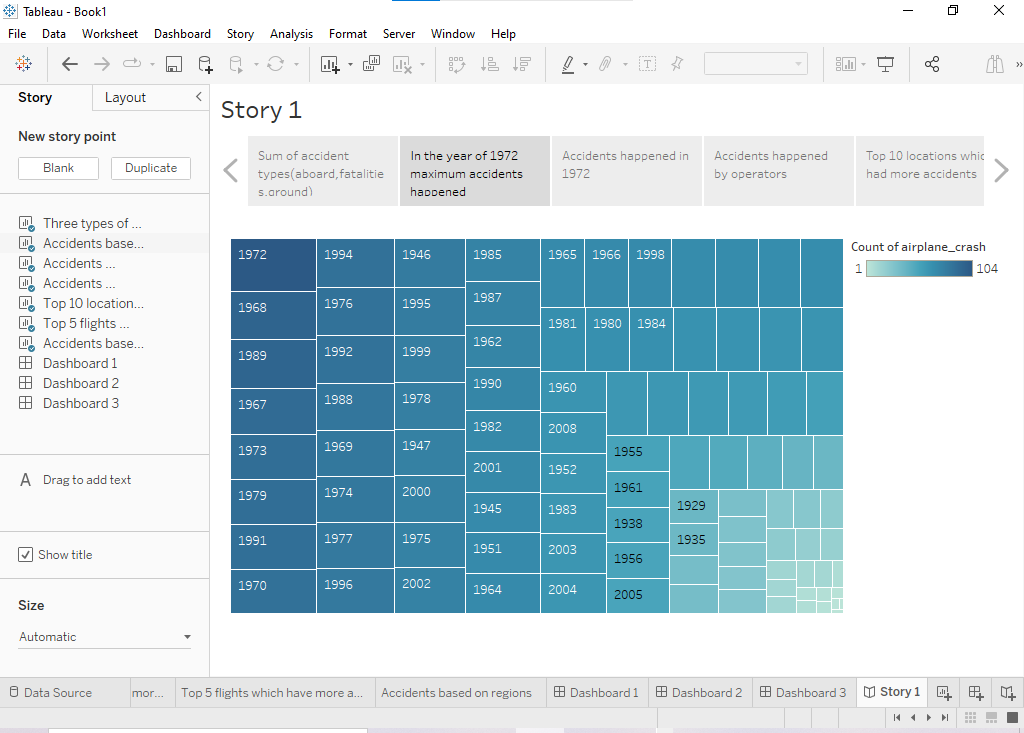 Tableau - Book1
File Data Worksheet Dashboard Story Analysis Format Server Window Help
Story Layout
New story point
Blank Duplicate
Three types of ...
Accidents base...
Accidents ...
Accidents ...
Top 10 location...
Top 5 flights ...
Accidents base...
Dashboard 1
Dashboard 2
Dashboard 3
A Drag to add text
Show title
Size
Automatic
Story 1
Sum of accident
types(aboard,fatalitie
s,ground)
In the year of 1972
maximum accidents
happened
Accidents happened in
1972
Accidents happened
by operators
Top 10 locations whic
had more accidents
1972
1968
1989
1967
1973
1979
1991
1970
1994
1976
1992
1988
1969
1974
1977
1996
1946
1995
1999
1978
1947
2000
1975
2002
1985
1987
1962
1990
1982
2001
1945
1951
1964
1965 1966 1998
1981 1980 1984
1960
2008
1952
1983
2003
2004
1955
1961
1938
1956
2005
1929
1935
Count of airplane_crash
1 104
Data Source mor... Top 5 flights which have more a... Accidents based on regions Dashboard 1 Dashboard 2 Dashboard 3 Story 1